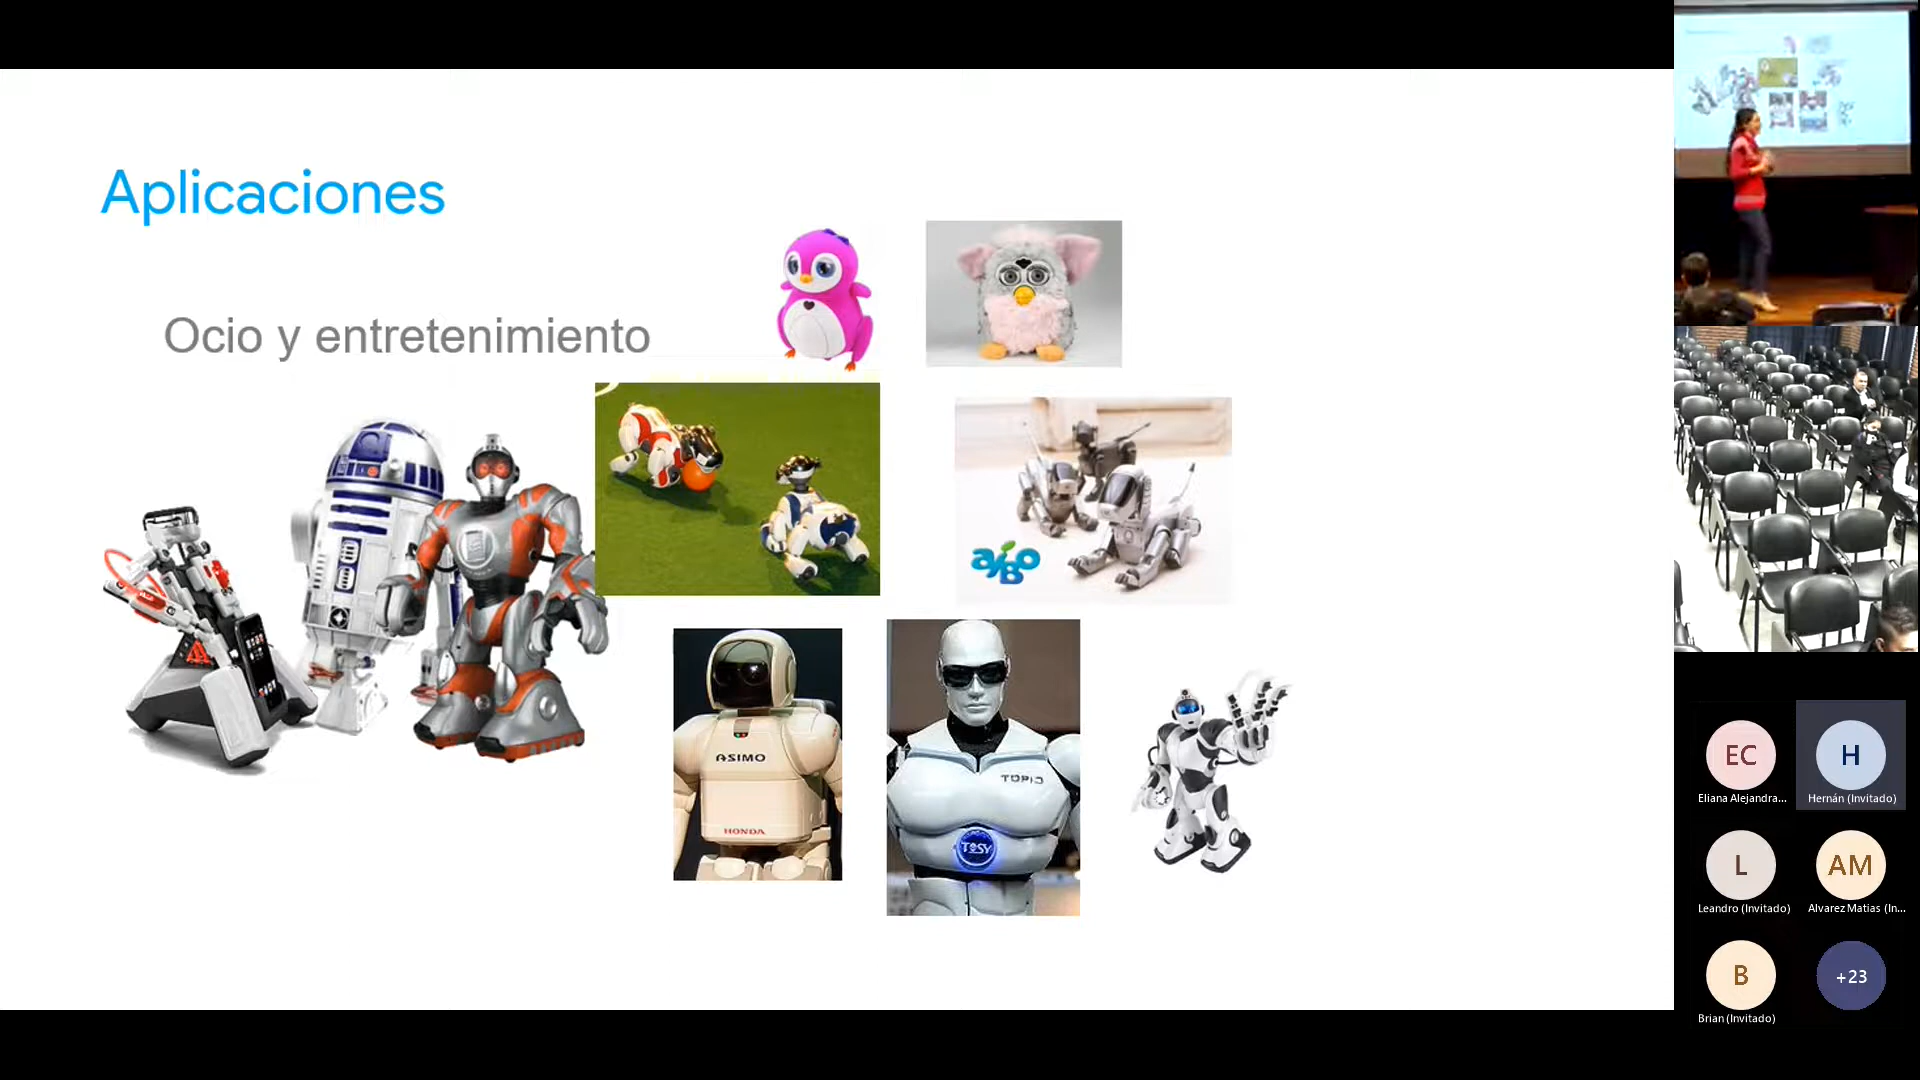 Aplicaciones
Ocio y entretenimiento
aiBo
ASIMO
HONDA
TOPIO
TOSY
EC
Eliana Alejandra...
H
Hernán (Invitado)
L
Leandro (Invitado)
AM
Alvarez Matias (In...
B
Brian (Invitado)
+23